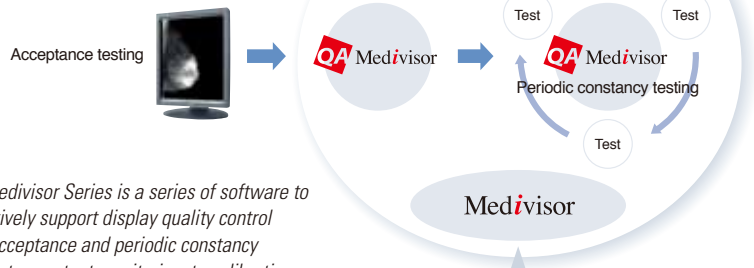 Test
Test
Acceptance testing
QA Medivisor
QA Medivisor
Periodic constancy testing
Test
Medivisor
edivisor Series is a series of software to
tively support display quality control
cceptance and periodic constancy